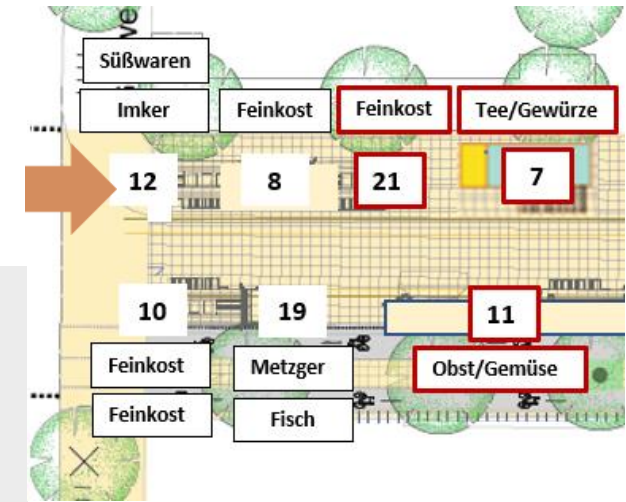 Süßwaren
Imker
Feinkost
Feinkost
Tee/Gewürze
12
8
21
7
10
19
11
Feinkost
Metzger
Obst/Gemüse
Feinkost
Fisch